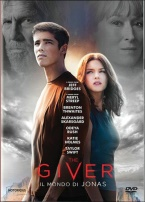 JEFF
BRIDGES
MERYL
STREEP
BRENTON
THWAITES
ALEXANDER
SKARSGARD
ODEYA
RUSH
KATIE
HOLMES
TAYLOR
SWIFT
THE
GIVER
IL MONDO DI JONAS
DVD